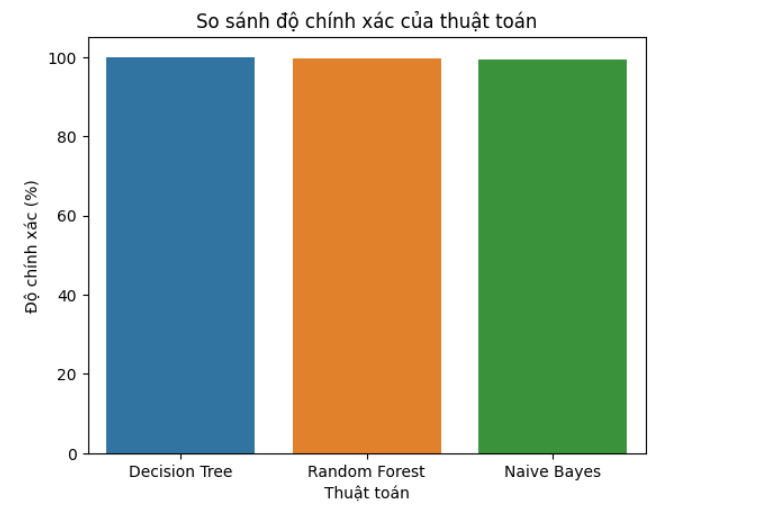 So sánh độ chính xác của thuật toán
Độ chính xác (%)
100
80
60
40
20
0
Decision Tree Random Forest Naive Bayes
Thuật toán